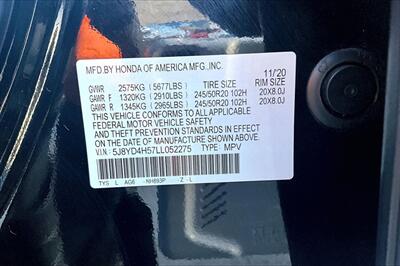 MFD.BY HONDA OF AMERICA MFG.,INC. 11/20
GVWR 2575KG (5677LBS) TIRE SIZE RIM SIZE
GAWR F 1320KG (2910LBS) 245/50R20 102H 20X8.0J
GAWR R 1345KG (2965LBS) 245/50R20 102H 20X8.0J
THIS VEHICLE CONFORMS TO ALL APPLICABLE
FEDERAL MOTOR VEHICLE SAFETY
AND THEFT PREVENTION STANDARDS IN EFFECT
ON THE DATE OF MANUFACTURE SHOWN ABOVE.
V.I.N: 5J8YD4H57LL052275 TYPE: MPV
TYS L AG6 -NH893P -Z -L